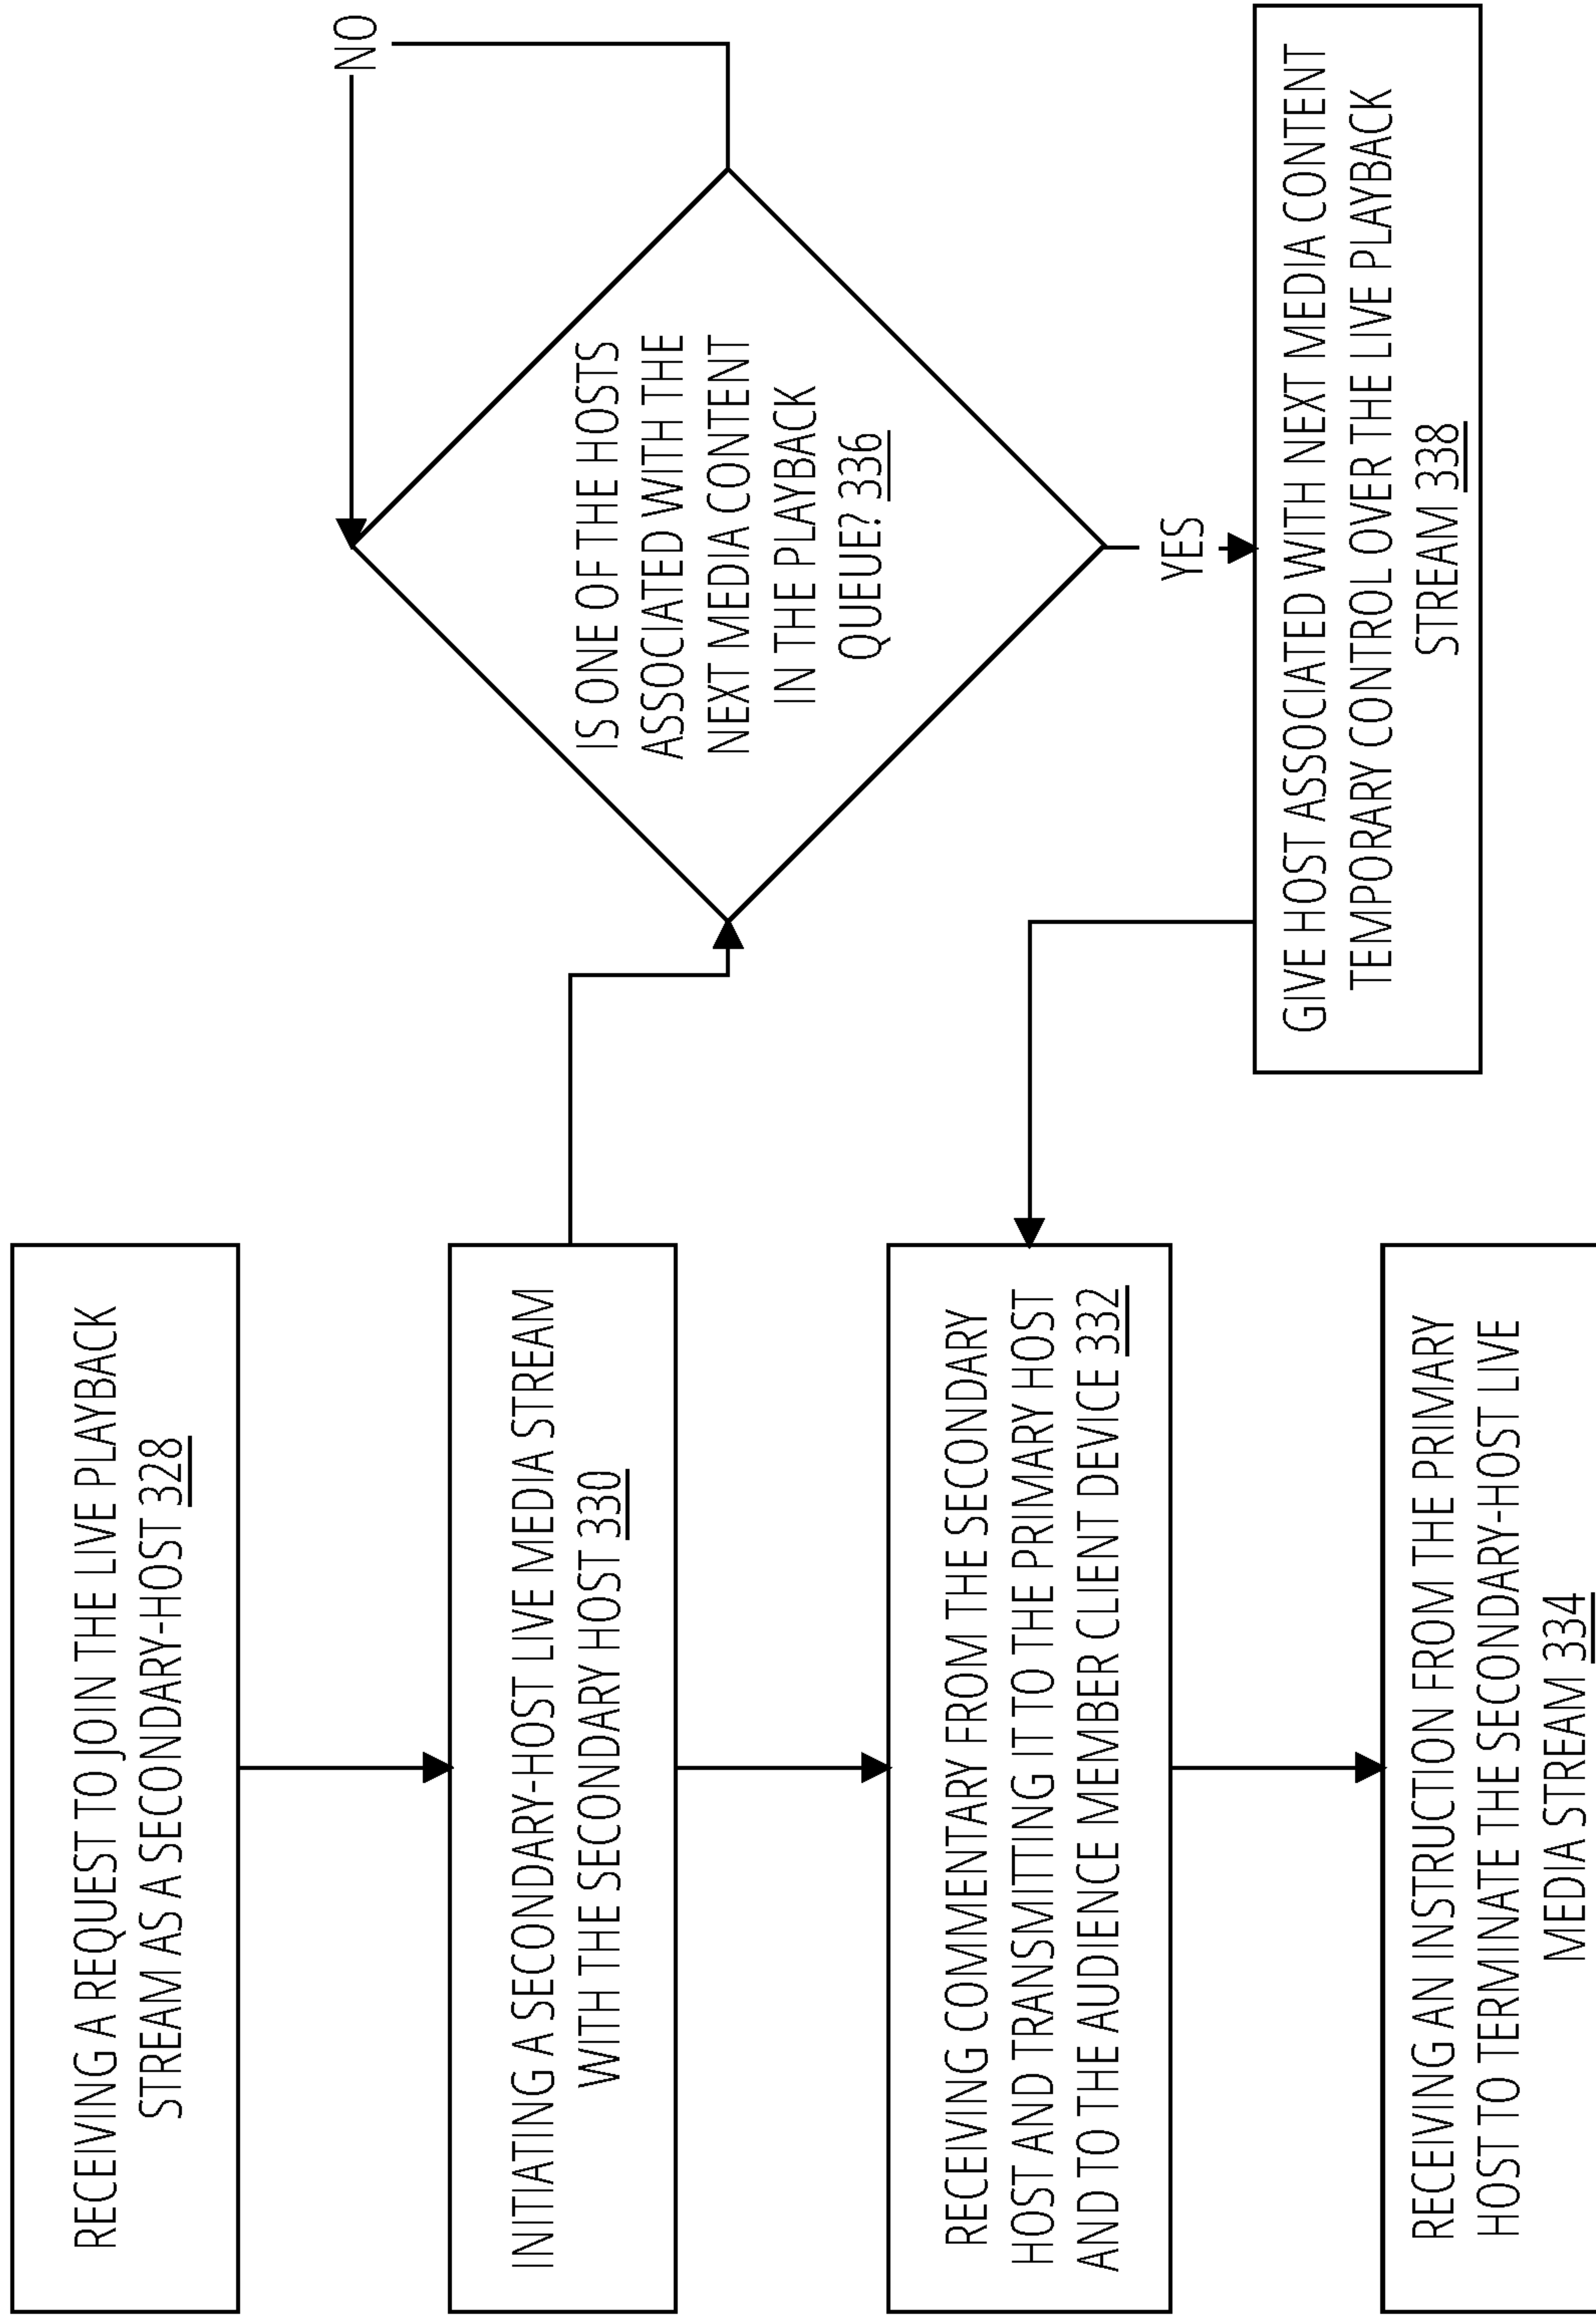 RECEIVING A REQUEST TO JOIN THE LIVE PLAYBACK
STREAM AS A SECONDARY-HOST 328
INITIATING A SECONDARY-HOST LIVE MEDIA STREAM
WITH THE SECONDARY HOST 330
RECEIVING COMMENTARY FROM THE SECONDARY
HOST AND TRANSMITTING IT TO THE PRIMARY HOST
AND TO THE AUDIENCE MEMBER CLIENT DEVICE 332
RECEIVING AN INSTRUCTION FROM THE PRIMARY
HOST TO TERMINATE THE SECONDARY-HOST LIVE
MEDIA STREAM 334
NO
IS ONE OF THE HOSTS
ASSOCIATED WITH THE
NEXT MEDIA CONTENT
IN THE PLAYBACK
QUEUE? 336
YES
GIVE HOST ASSOCIATED WITH NEXT MEDIA CONTENT
TEMPORARY CONTROL OVER THE LIVE PLAYBACK
STREAM 338